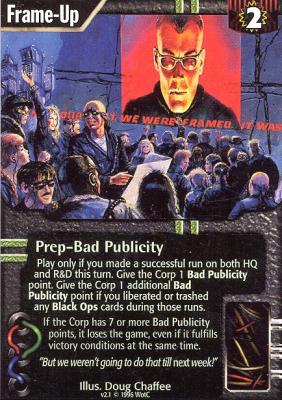 Frame-Up
2
OUR
T. WE WERE FRAMED. IT WAS
Prep-Bad Publicity
Play only if you made a successful run on both HQ
and R&D this turn. Give the Corp 1 Bad Publicity
point. Give the Corp 1 additional Bad
Publicity point if you liberated or trashed
any Black Ops cards during those runs.
If the Corp has 7 or more Bad Publicity
points, it loses the game, even if it fulfills
victory conditions at the same time.
"But we weren't going to do that till next week!"
Illus. Doug Chaffee
v2.1 © 1996 WotC